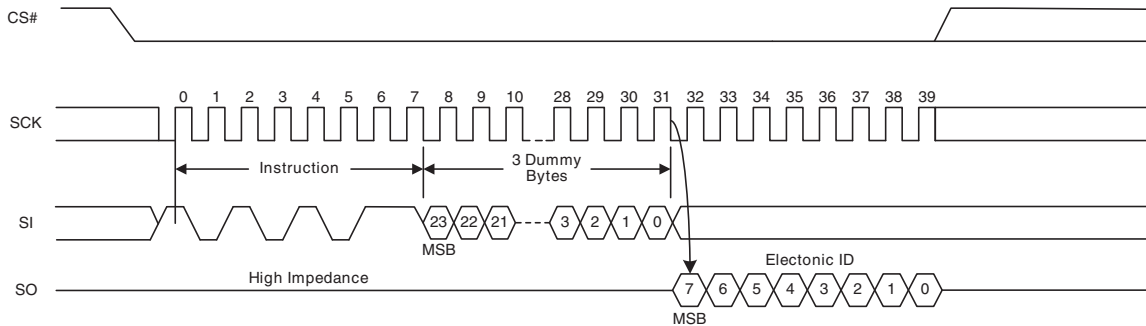 CS#
0 1 2 3 4 5 6 7 8 9 10 28 29 30 31 32 33 34 35 36 37 38 39
SCK
Instruction
3 Dummy
Bytes
SI
23 22 21 3 2 1 0
MSB
High Impedance
Electonic ID
SO
7 6 5 4 3 2 1 0
MSB